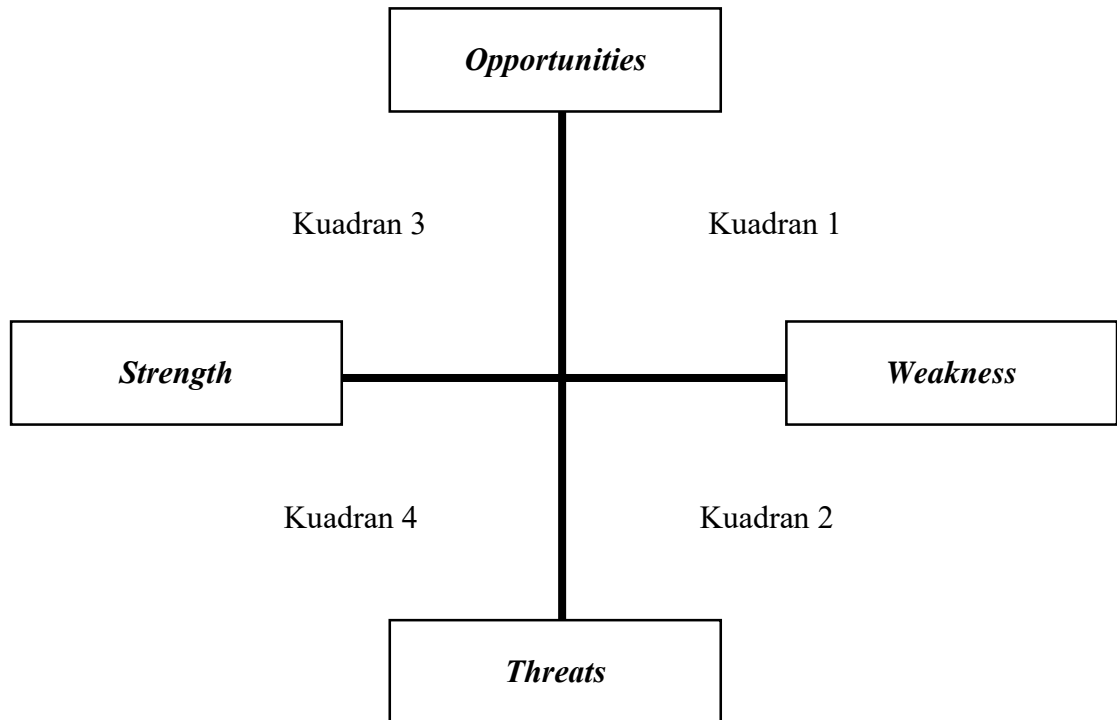 Opportunities
Kuadran 3
Kuadran 1
Strength
Weakness
Kuadran 4
Kuadran 2
Threats